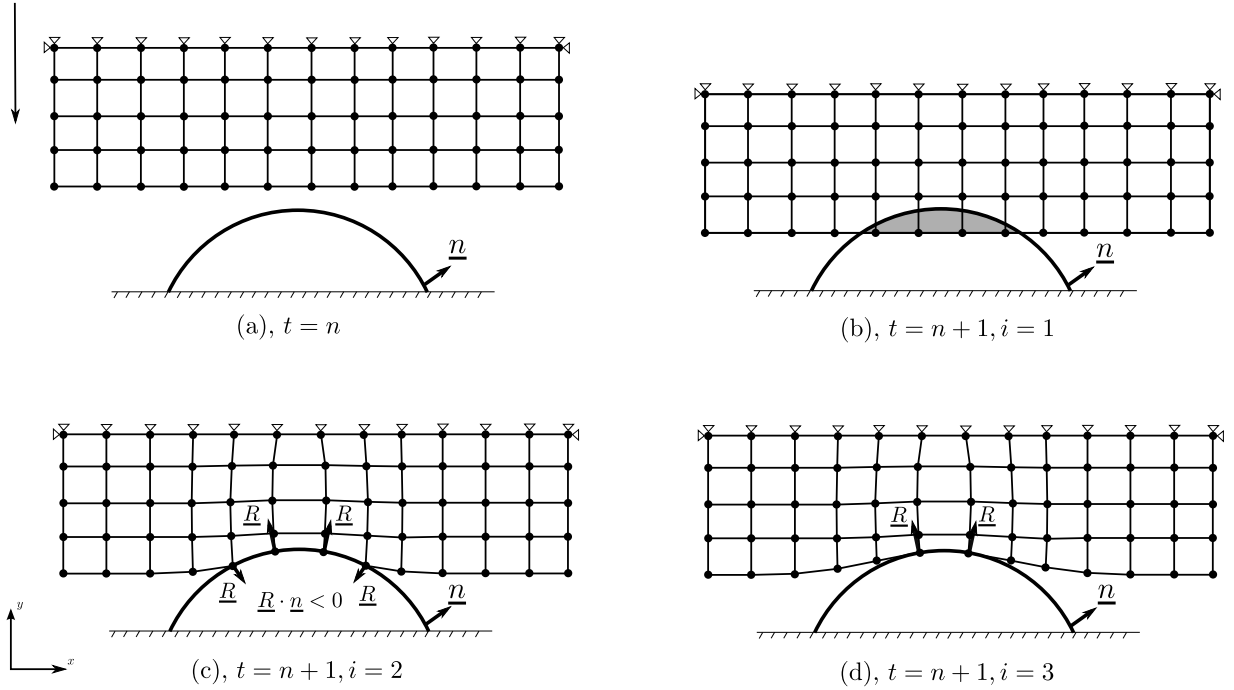 n
(a), t = n
n
(b), t = n + 1, i = 1
R R
R R · n < 0 R
n
y
x
(c), t = n + 1, i = 2
R R
n
(d), t = n + 1, i = 3